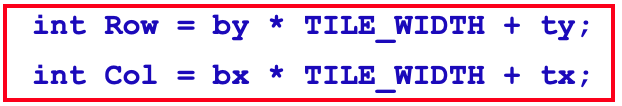 int Row = by * TILE_WIDTH + ty;
int Col = bx * TILE_WIDTH + tx;